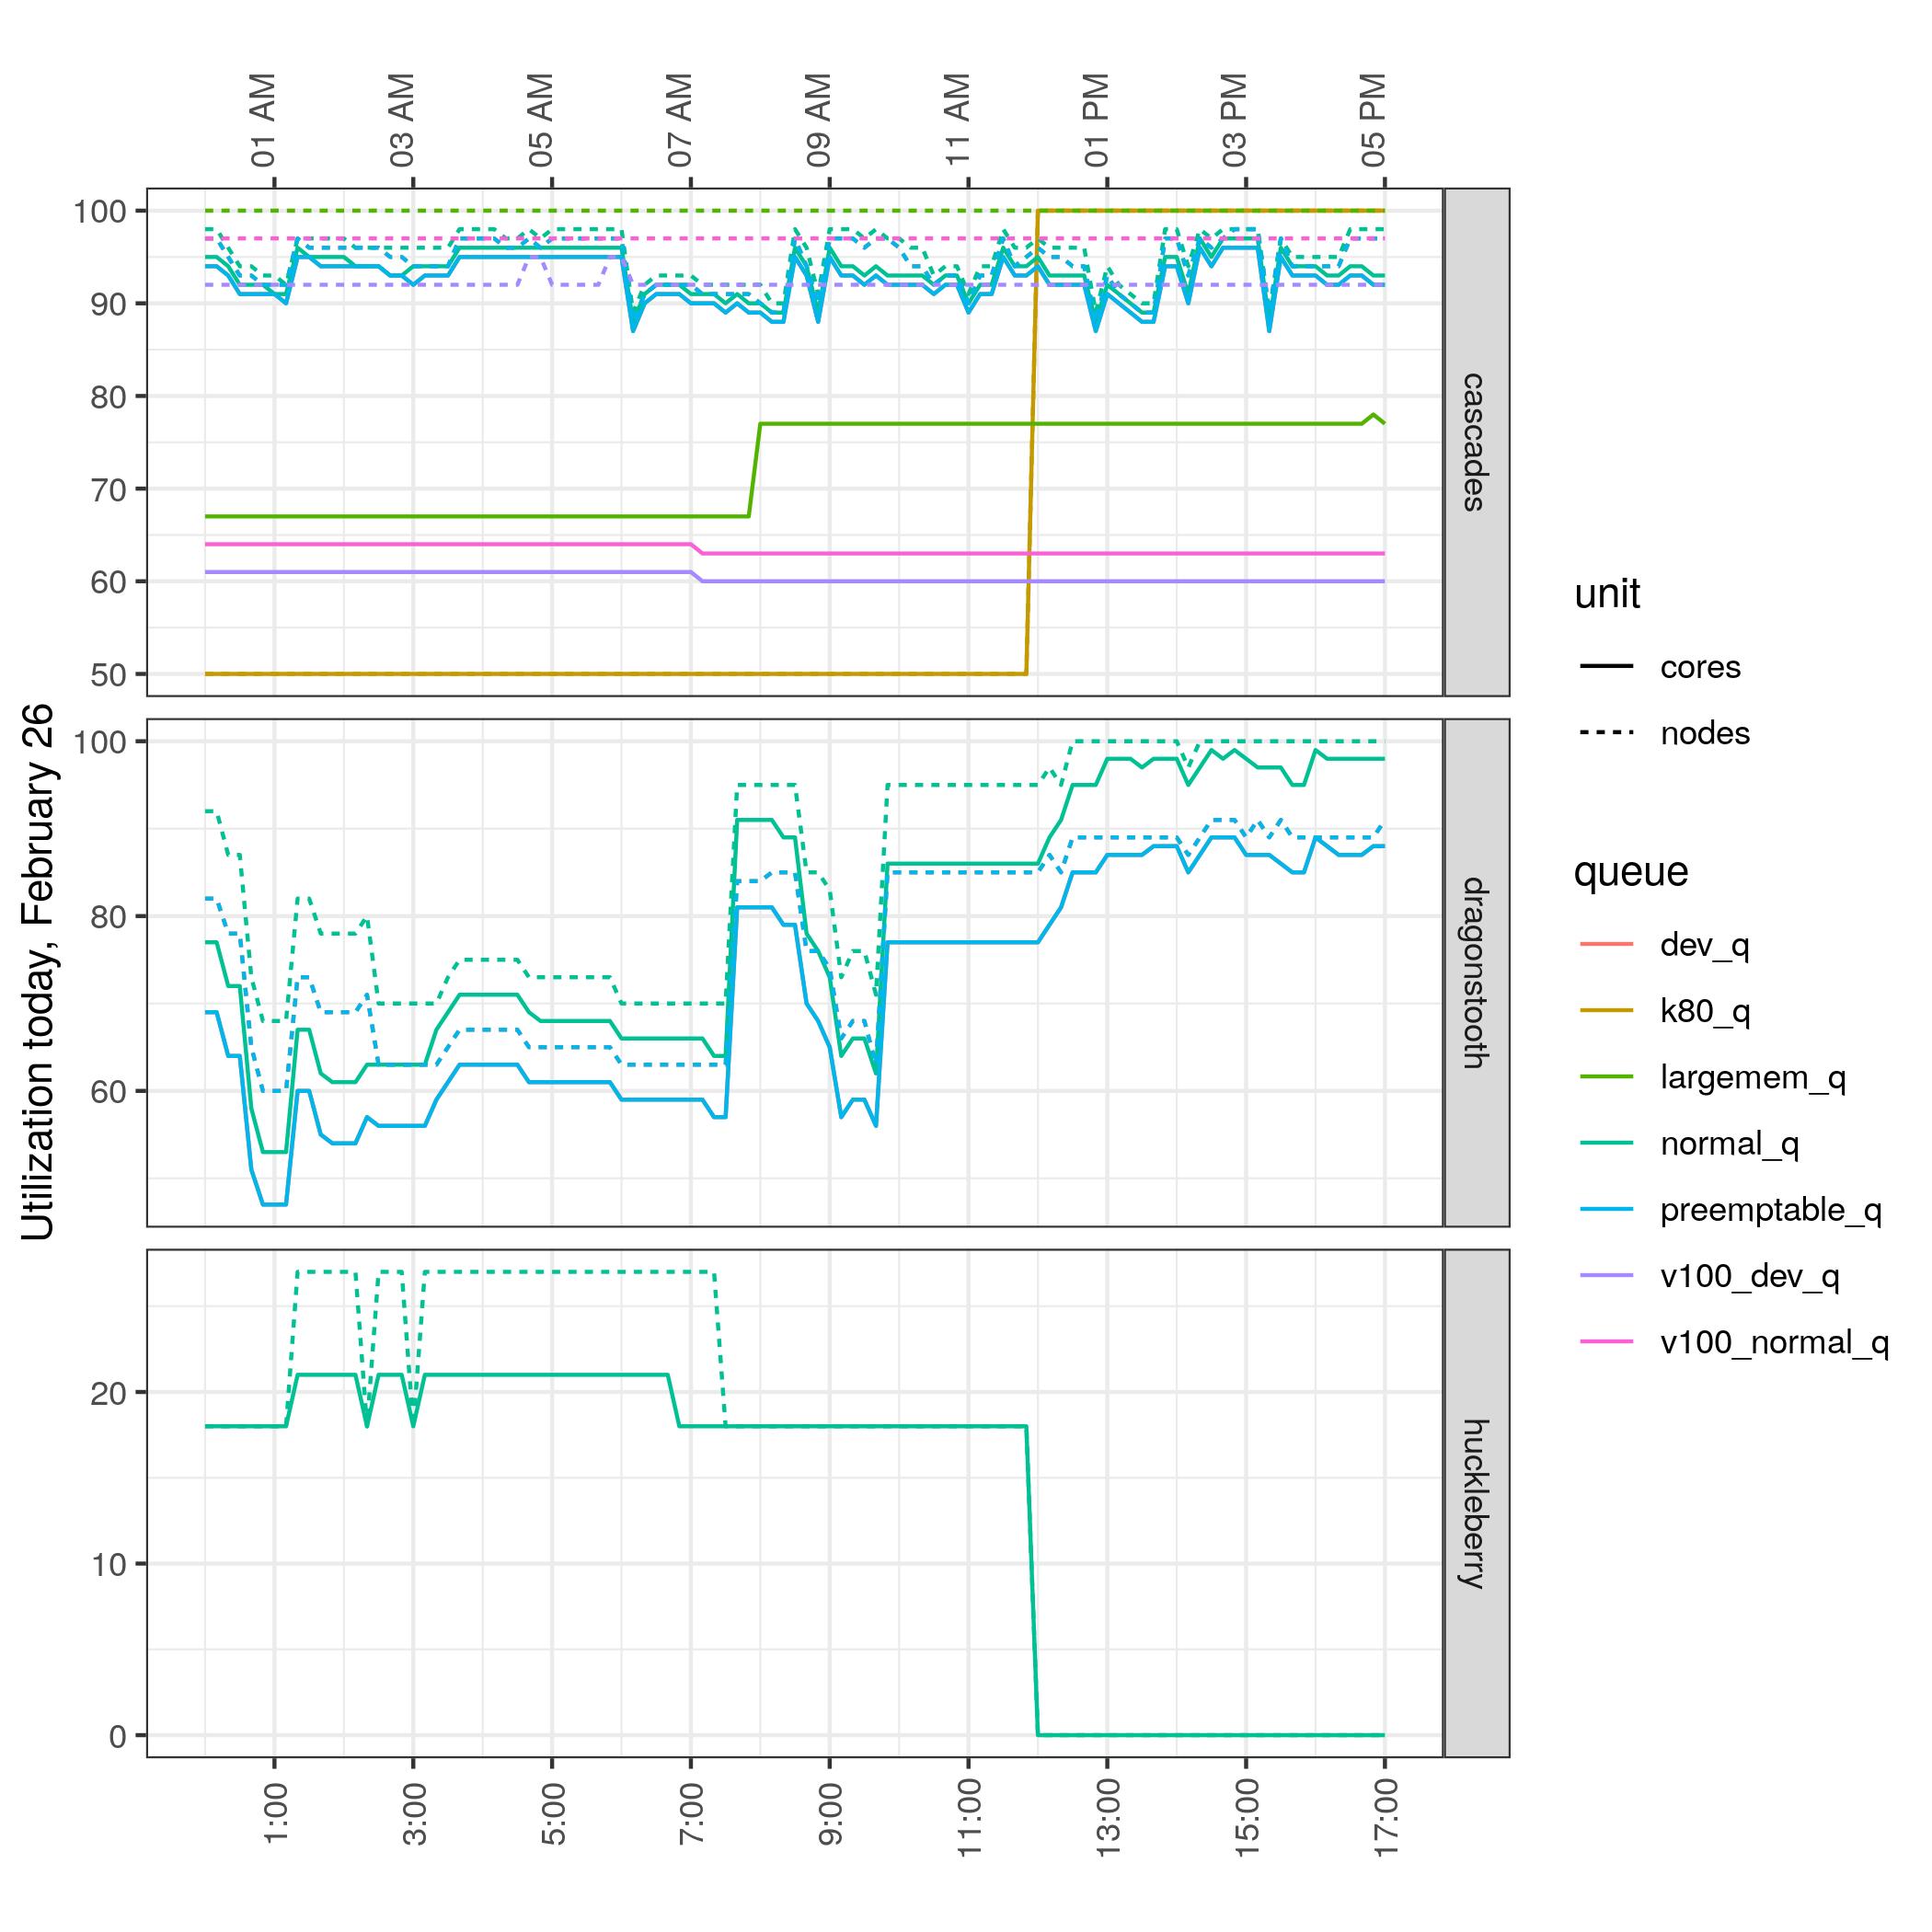 01 AM
03 AM
05 AM
07 AM
09 AM
11 AM
01 PM
03 PM
05 PM
Utilization today, February 26
100
90
80
70
60
50
cascades
100
80
60
dragonstooth
20
10
0
huckleberry
1:00
3:00
5:00
7:00
9:00
11:00
13:00
15:00
17:00
unit
cores
nodes
queue
dev_q
k80_q
largemem_q
normal_q
preemptable_q
v100_dev_q
v100_normal_q